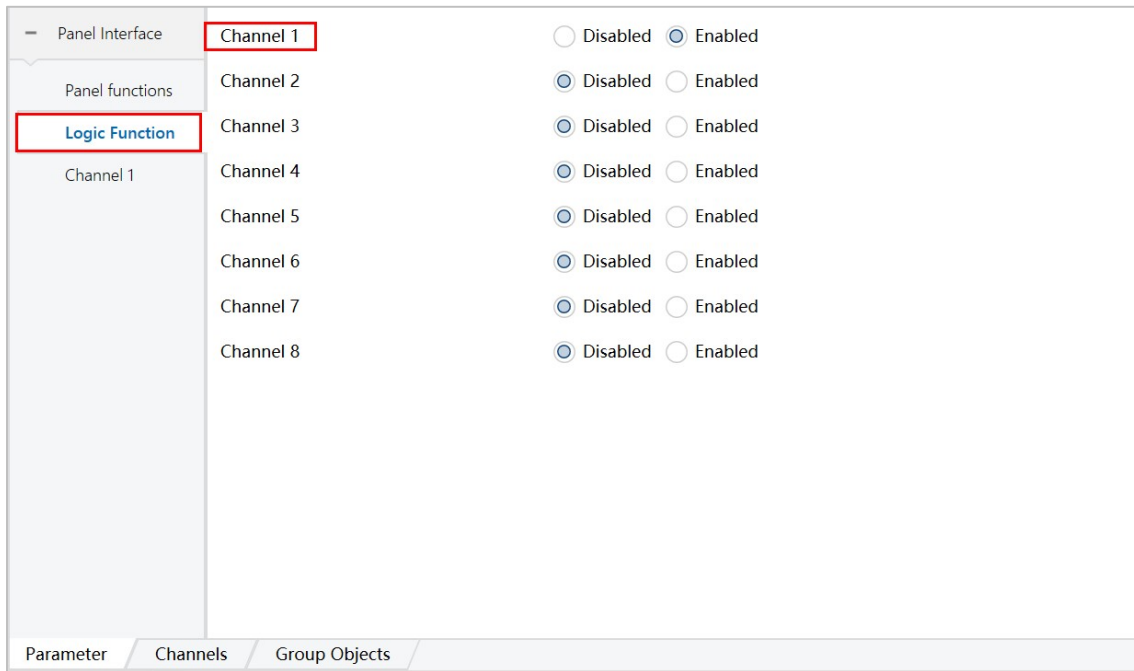 Panel Interface
Panel functions
Logic Function
Channel 1
Channel 1 Disabled Enabled
Channel 2 Disabled Enabled
Channel 3 Disabled Enabled
Channel 4 Disabled Enabled
Channel 5 Disabled Enabled
Channel 6 Disabled Enabled
Channel 7 Disabled Enabled
Channel 8 Disabled Enabled
Parameter Channels Group Objects